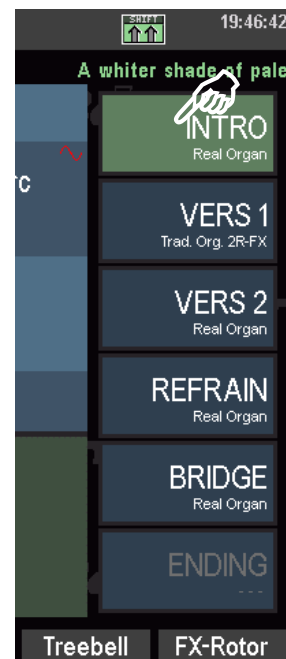 SHIFT
19:46:42
A whiter shade of pale
TC
INTRO
Real Organ
VERS 1
Trad. Org. 2R-FX
VERS 2
Real Organ
REFRAIN
Real Organ
BRIDGE
Real Organ
ENDING
---
Treebell
FX-Rotor